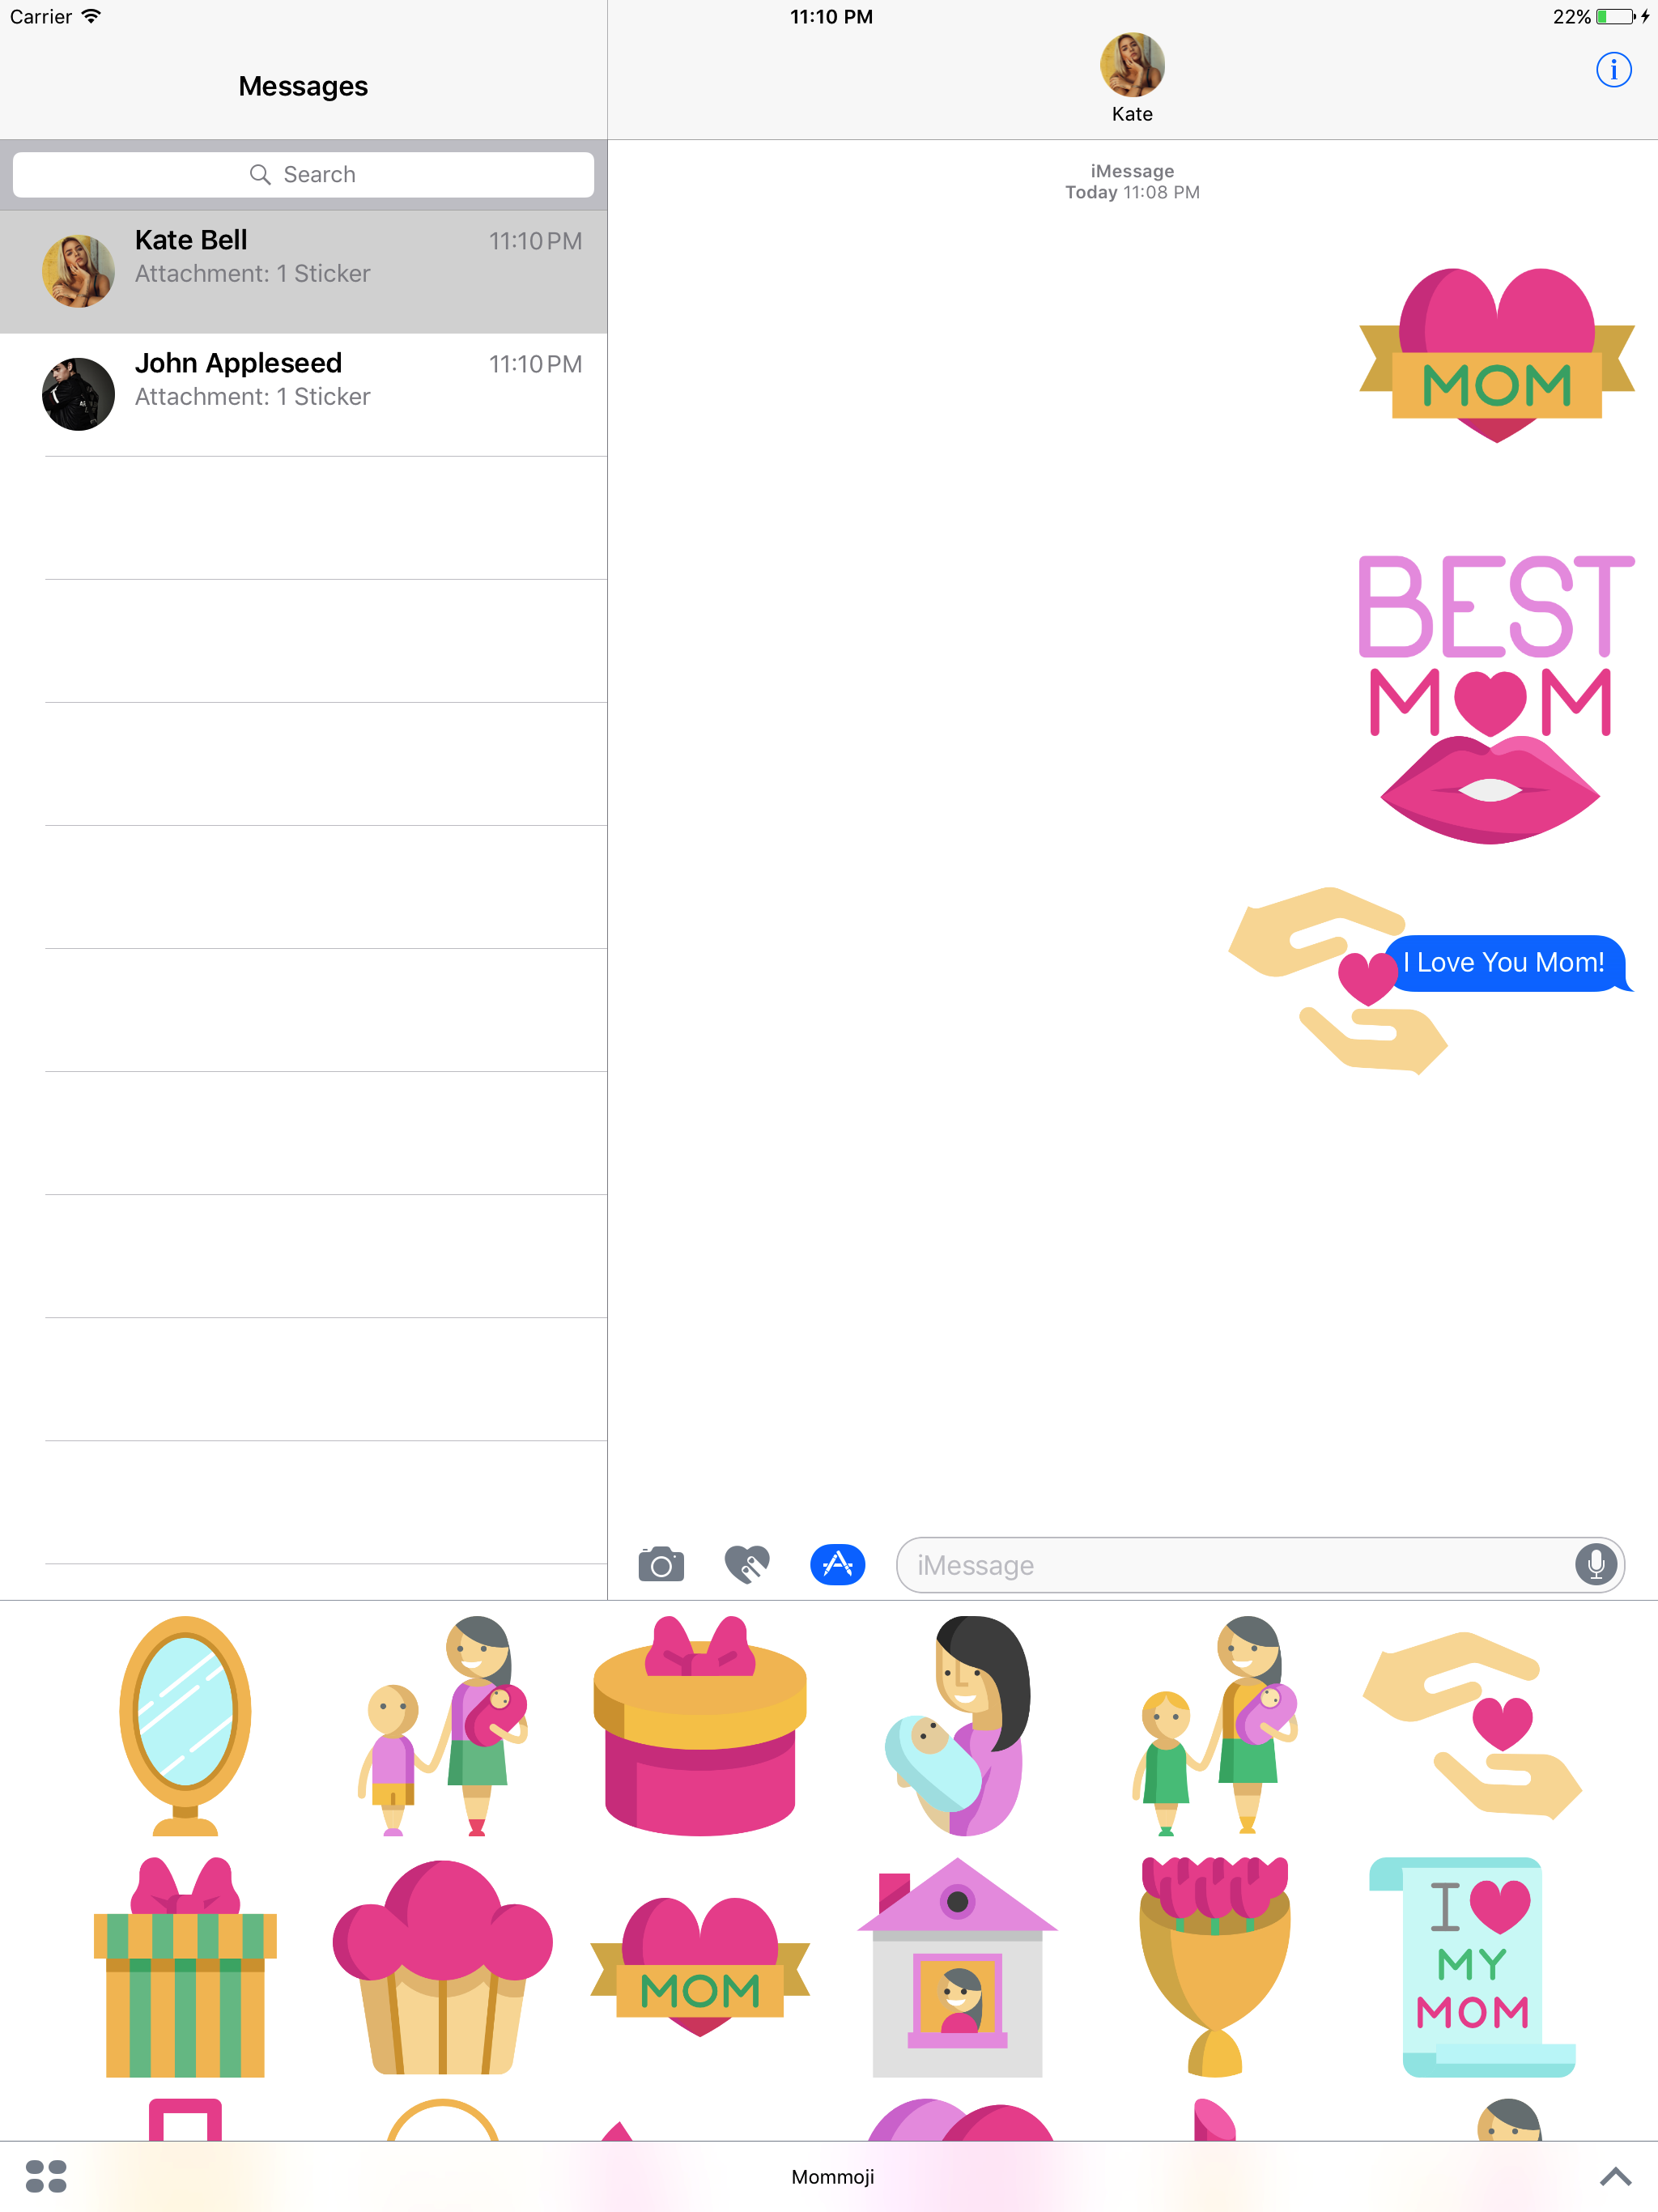 Carrier
11:10 PM
22%
Messages
Kate
Search
Kate Bell
11:10 PM
Attachment: 1 Sticker
John Appleseed
11:10 PM
Attachment: 1 Sticker
iMessage
Today 11:08 PM
MOM
BEST
MOM
I Love You Mom!
iMessage
MOM
I
MY
MOM
Mommoji